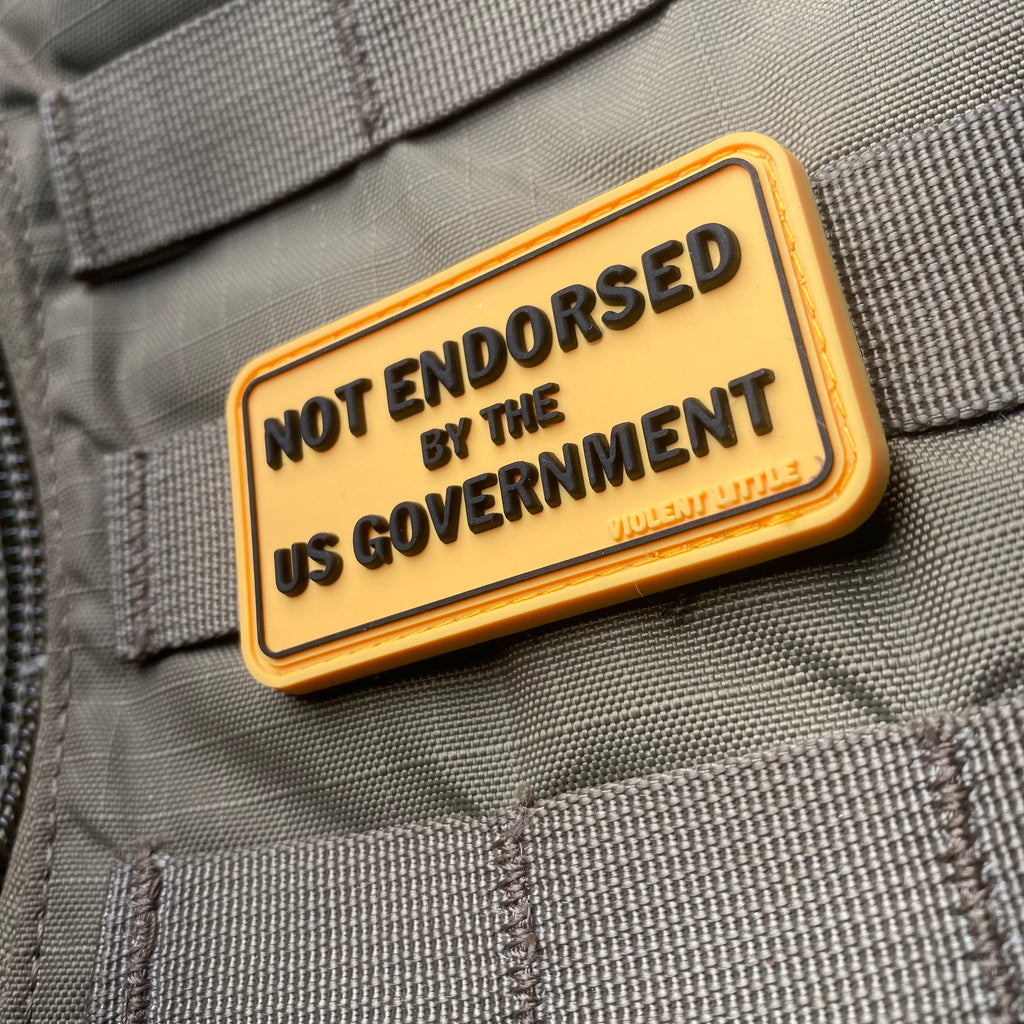 NOT ENDORSED
BY THE
US GOVERNMENT
VIOLENT LITTLE